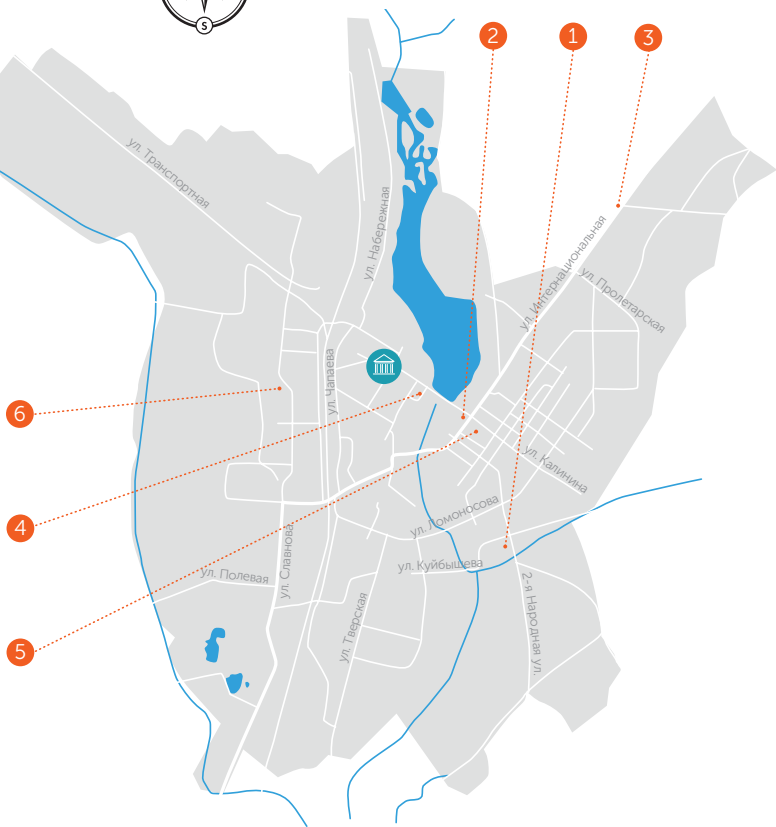 S
2
1
3
ул. Транспортная
ул. Набережная
ул. Интернациональная
ул. Пролетарская
ул. Чапаева
6
ул. Калинина
4
ул. Ломоносова
ул. Славнова
ул. Куйбышева
ул. Полевая
2-я Народная ул.
ул. Тверская
5